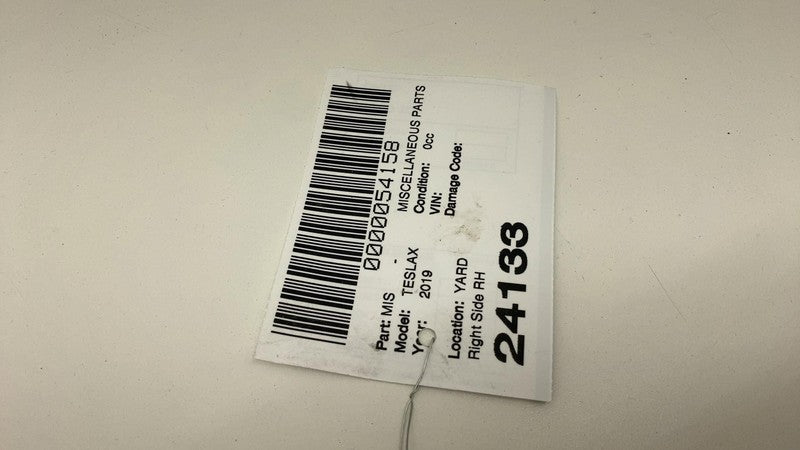 0000054158
Part: MIS - MISCELLANEOUS PARTS
Model: TESLAX Condition: 0cc
Year: 2019 VIN:
Damage Code:
Location: YARD
Right Side RH
24133